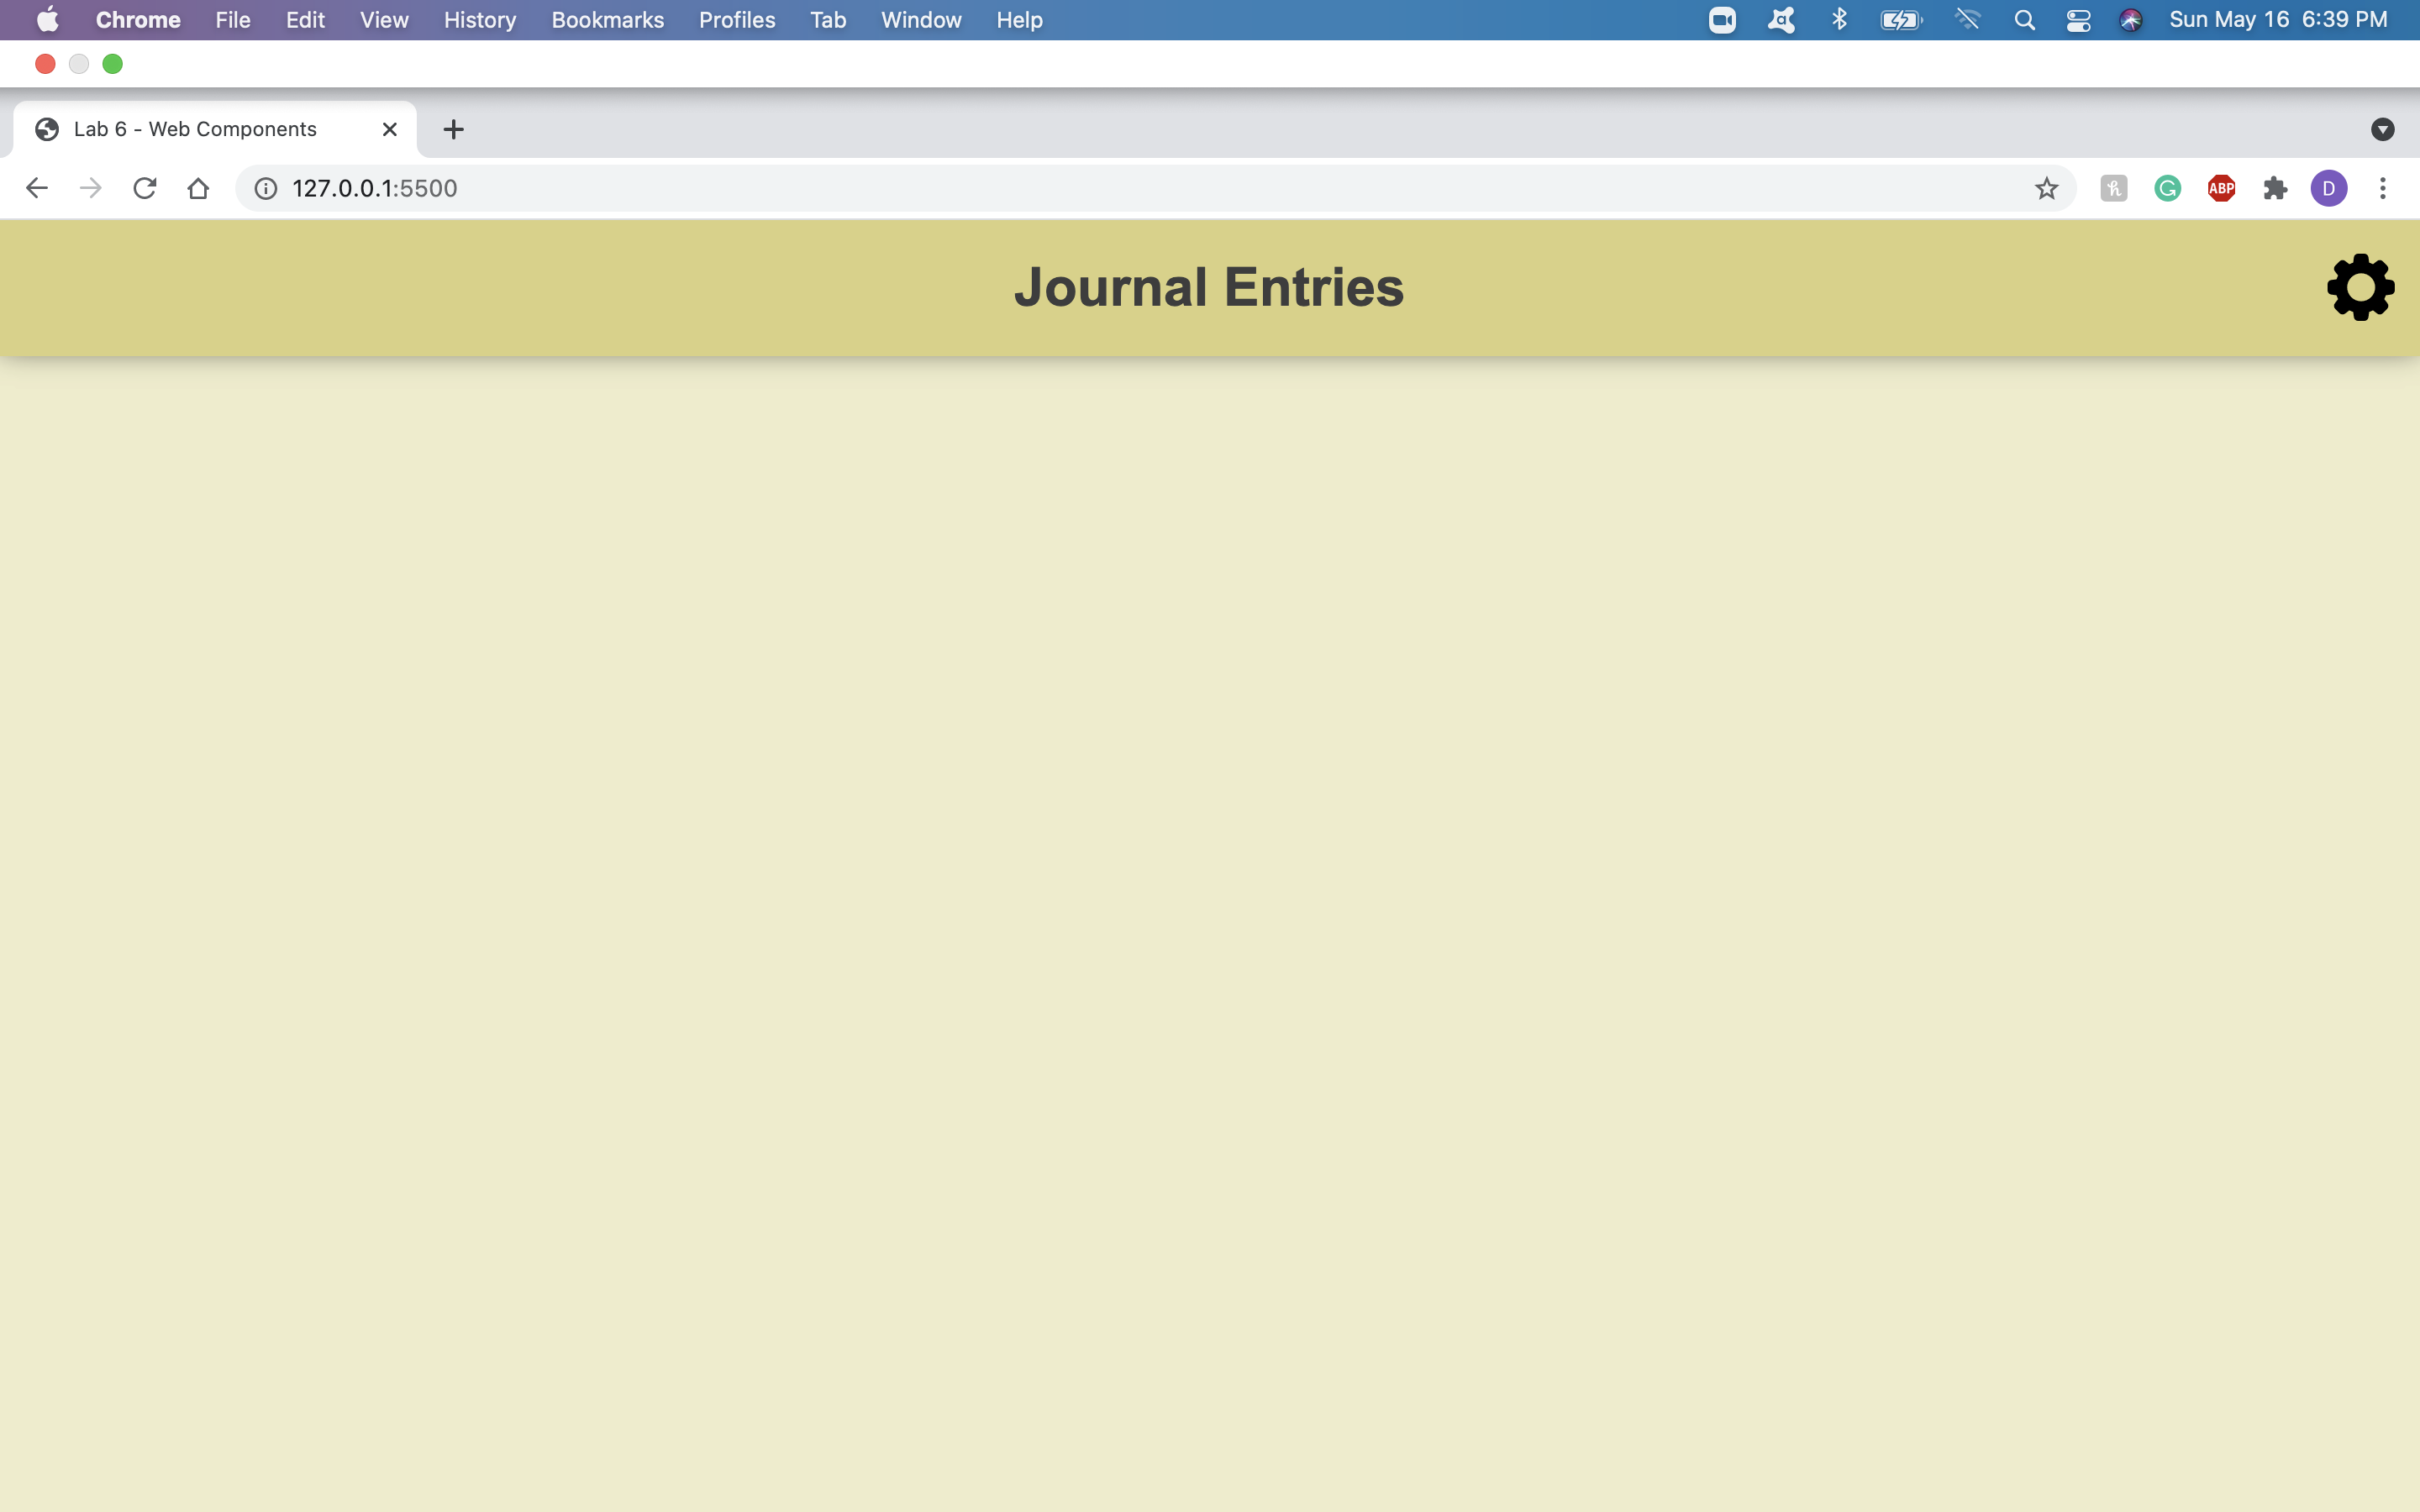 Chrome File Edit View History Bookmarks Profiles Tab Window Help Sun May 16 6:39 PM
Lab 6 - Web Components
127.0.0.1:5500 ABP D
Journal Entries